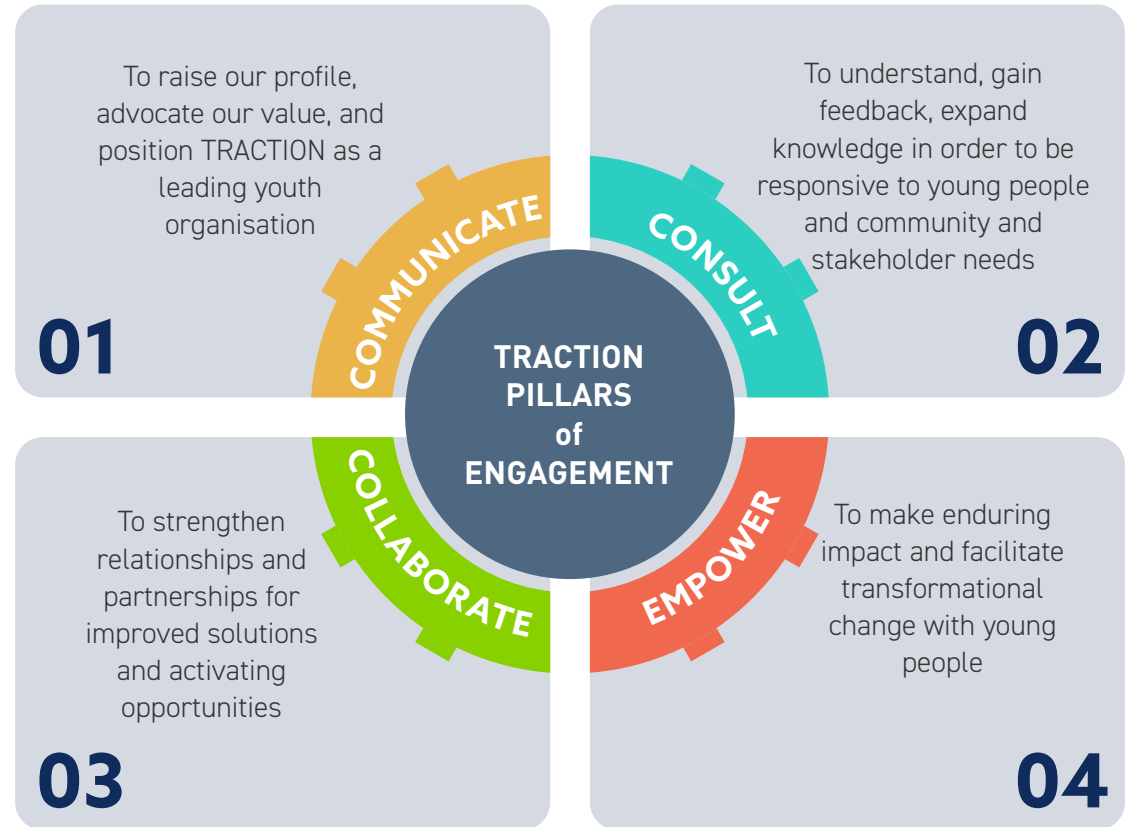 To raise our profile,
advocate our value, and
position TRACTION as a
leading youth
organisation
COMMUNICATE
01
To understand, gain
feedback, expand
knowledge in order to be
responsive to young people
and community and
stakeholder needs
CONSULT
02
TRACTION
PILLARS
of
ENGAGEMENT
To strengthen
relationships and
partnerships for
improved solutions
and activating
opportunities
COLLABORATE
03
To make enduring
impact and facilitate
transformational
change with young
people
EMPOWER
04